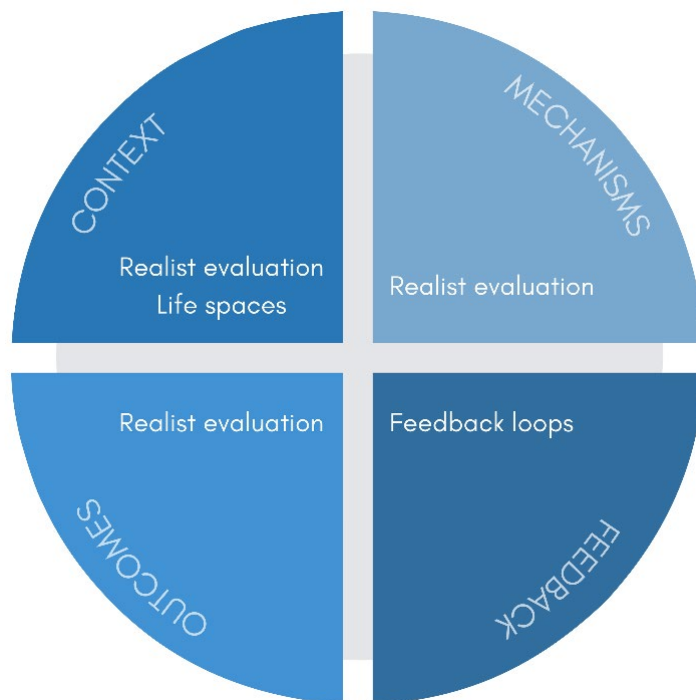 CONTEXT
Realist evaluation
Life spaces
MECHANISMS
Realist evaluation
OUTCOMES
Realist evaluation
FEEDBACK
Feedback loops